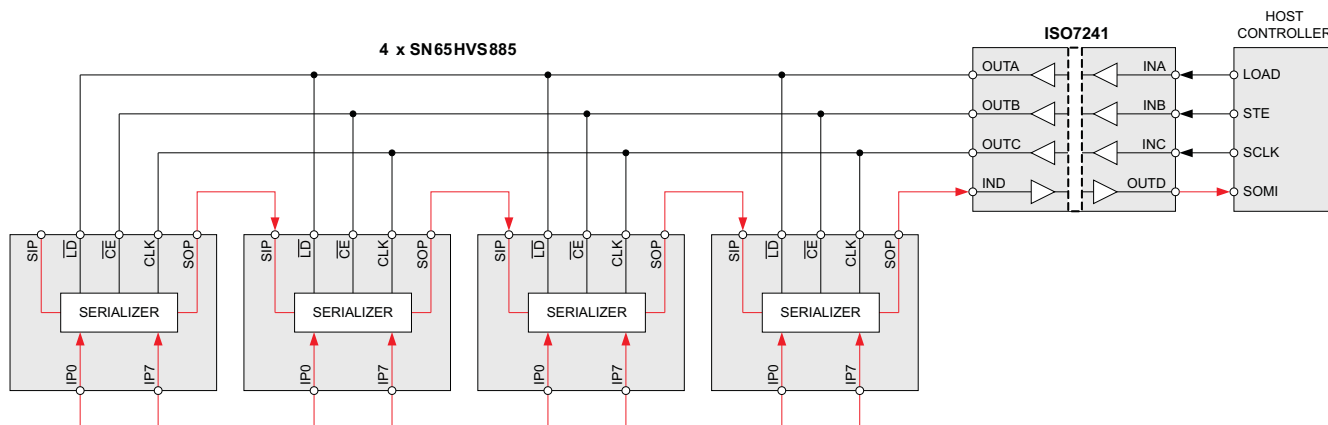 HOST
CONTROLLER
ISO7241
4 x SN65HVS885
OUTA
INA
LOAD
OUTB
INB
STE
OUTC
INC
SCLK
IND
OUTD
SOMI
SIP
LD
CE
CLK
SOP
SIP
LD
CE
CLK
SOP
SIP
LD
CE
CLK
SOP
SIP
LD
CE
CLK
SOP
SERIALIZER
SERIALIZER
SERIALIZER
SERIALIZER
IP0
IP7
IP0
IP7
IP0
IP7
IP0
IP7